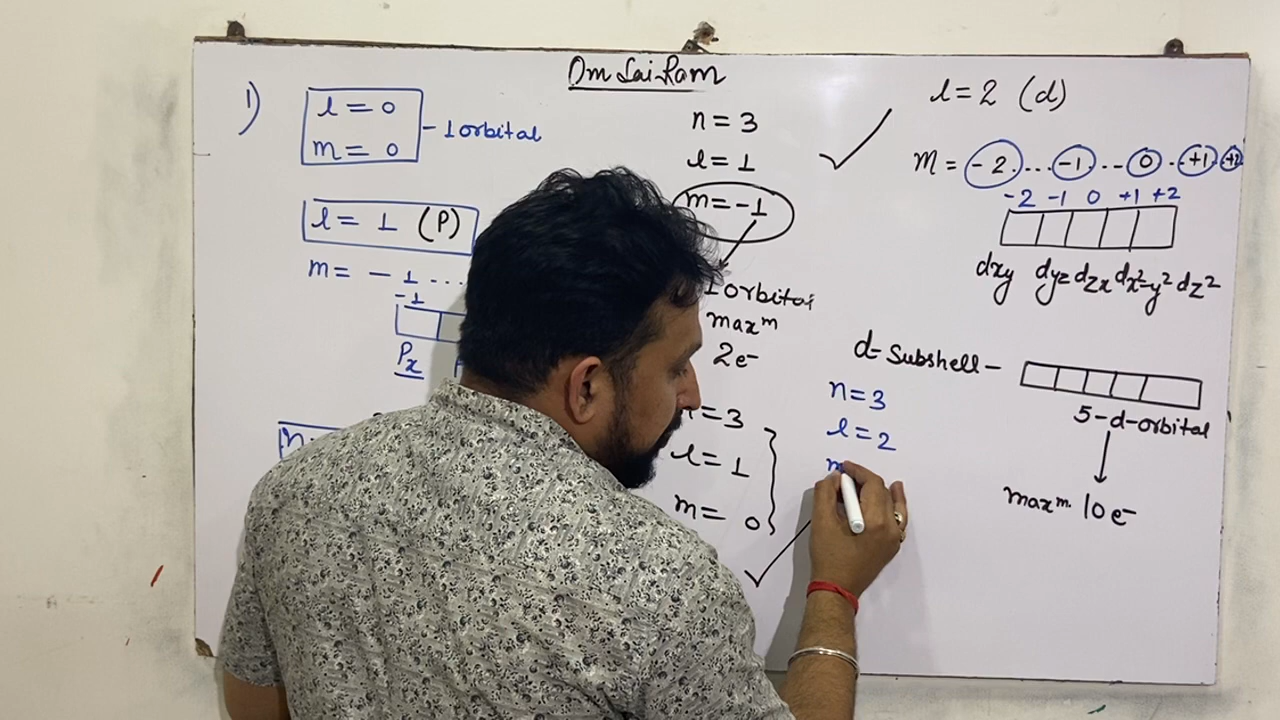 Om Sai Ram
1)
l = 0
m = 0
- 1 orbital
l = 1 (P)
m = - 1 ....
-1
Px
n = 3
l = 1
m = -1
1 orbital
maxᵐ
2e⁻
n = 3
l = 1
m = 0
l = 2 (d)
m = -2 ... -1 .. 0 .. +1 +2
-2 -1 0 +1 +2
dxy dyz dzx dx²-y² dz²
d-Subshell -
5-d-orbital
maxᵐ. 10e⁻
n = 3
l = 2
m